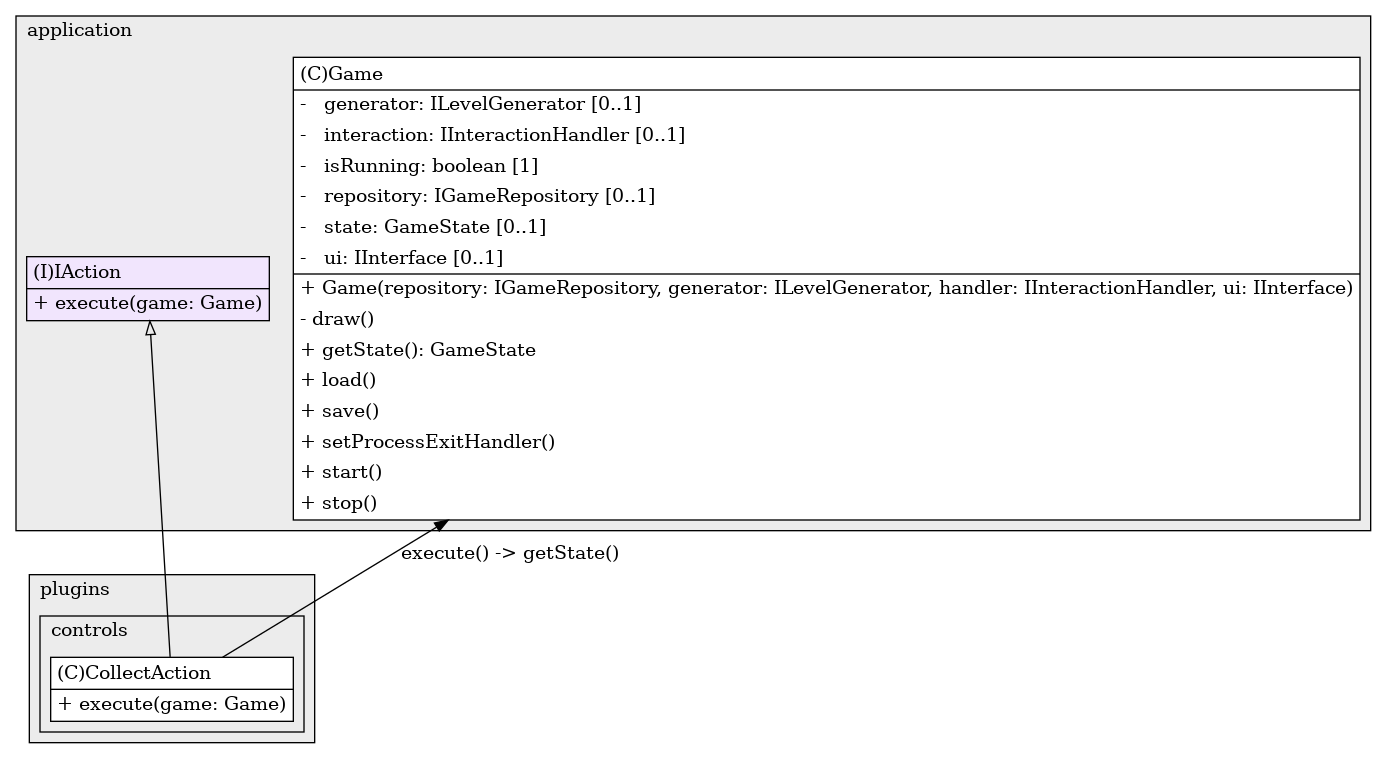 application
(C)Game
-   generator: ILevelGenerator [0..1]
-   interaction: IInteractionHandler [0..1]
-   isRunning: boolean [1]
-   repository: IGameRepository [0..1]
-   state: GameState [0..1]
-   ui: IInterface [0..1]
+ Game(repository: IGameRepository, generator: ILevelGenerator, handler: IInteractionHandler, ui: IInterface)
- draw()
+ getState(): GameState
+ load()
+ save()
+ setProcessExitHandler()
+ start()
+ stop()
(I)IAction
+ execute(game: Game)
execute() -> getState()
plugins
controls
(C)CollectAction
+ execute(game: Game)